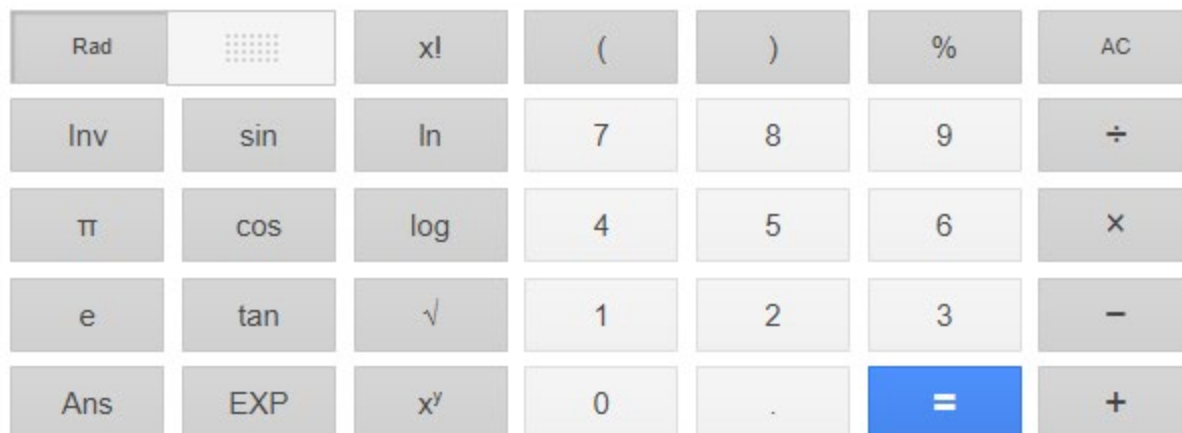 Rad x! ( ) % AC
Inv sin ln 7 8 9 ÷
π cos log 4 5 6 ×
e tan √ 1 2 3 −
Ans EXP xʸ 0 . = +